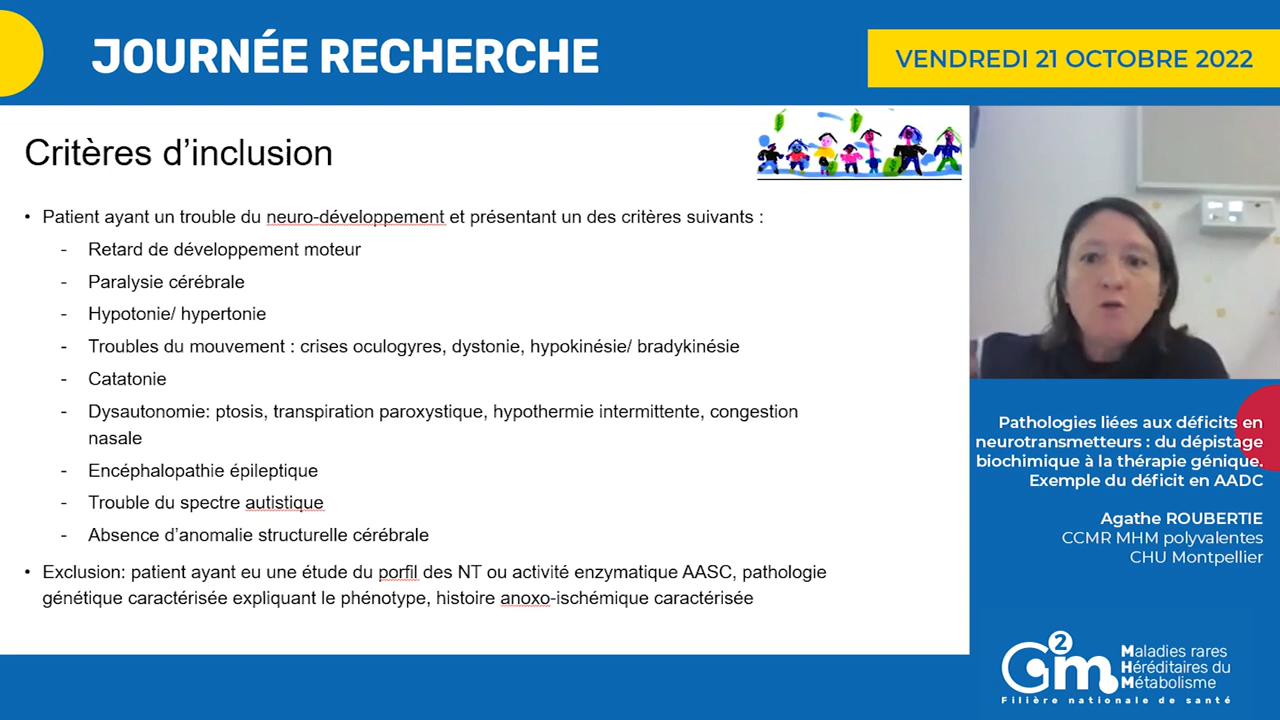 JOURNÉE RECHERCHE
VENDREDI 21 OCTOBRE 2022
Critères d’inclusion
• Patient ayant un trouble du neuro-développement et présentant un des critères suivants :
- Retard de développement moteur
- Paralysie cérébrale
- Hypotonie/ hypertonie
- Troubles du mouvement : crises oculogyres, dystonie, hypokinésie/ bradykinésie
- Catatonie
- Dysautonomie: ptosis, transpiration paroxystique, hypothermie intermittente, congestion
nasale
- Encéphalopathie épileptique
- Trouble du spectre autistique
- Absence d’anomalie structurelle cérébrale
• Exclusion: patient ayant eu une étude du porfil des NT ou activité enzymatique AASC, pathologie
génétique caractérisée expliquant le phénotype, histoire anoxo-ischémique caractérisée
Pathologies liées aux déficits en
neurotransmetteurs : du dépistage
biochimique à la thérapie génique.
Exemple du déficit en AADC
Agathe ROUBERTIE
CCMR MHM polyvalentes
CHU Montpellier
G2m
Maladies rares
Héréditaires du
Métabolisme
Filière nationale de santé